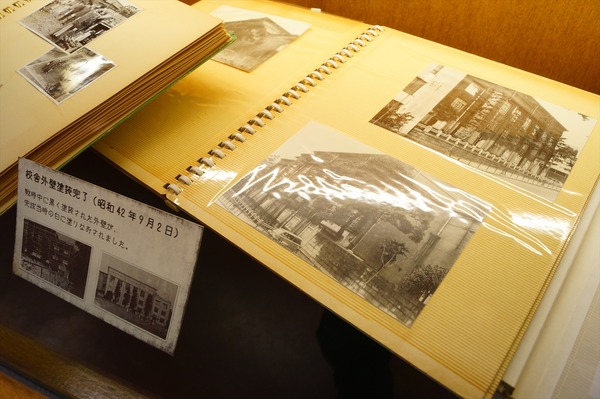 校舎外壁塗装完了(昭和42年9月2日)
戦時中に黒く塗装された外壁が、
完成当時の白に塗りなおされました。